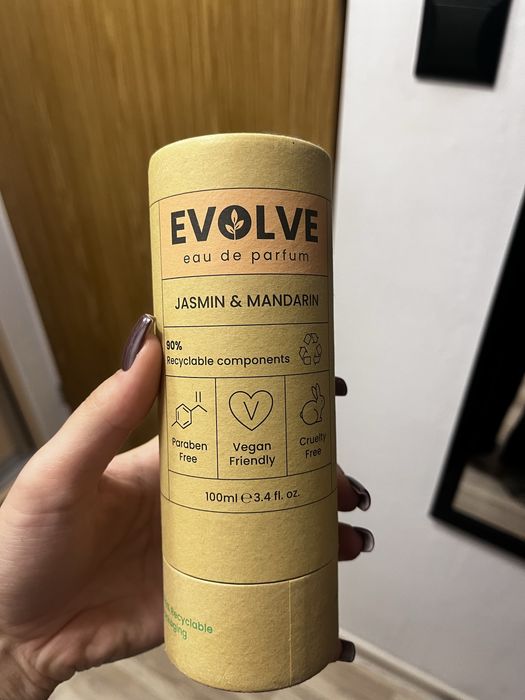 EVOLVE
eau de parfum
JASMIN & MANDARIN
90%
Recyclable components
Paraben
Free
V
Vegan
Friendly
Cruelty
Free
100ml ℮ 3.4 fl. oz.
Recyclable